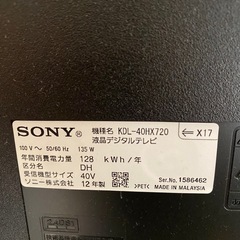 SONY 機種名 KDL-40HX720 ⇐ X17
液晶デジタルテレビ
100 V～ 50/60 Hz 135 W
年間消費電力量 128 kWh/年
区分名 DH
受信機型サイズ 40V
ソニー株式会社 12年製
Ser.No. 1586462
>PET< MADE IN MALAYSIA